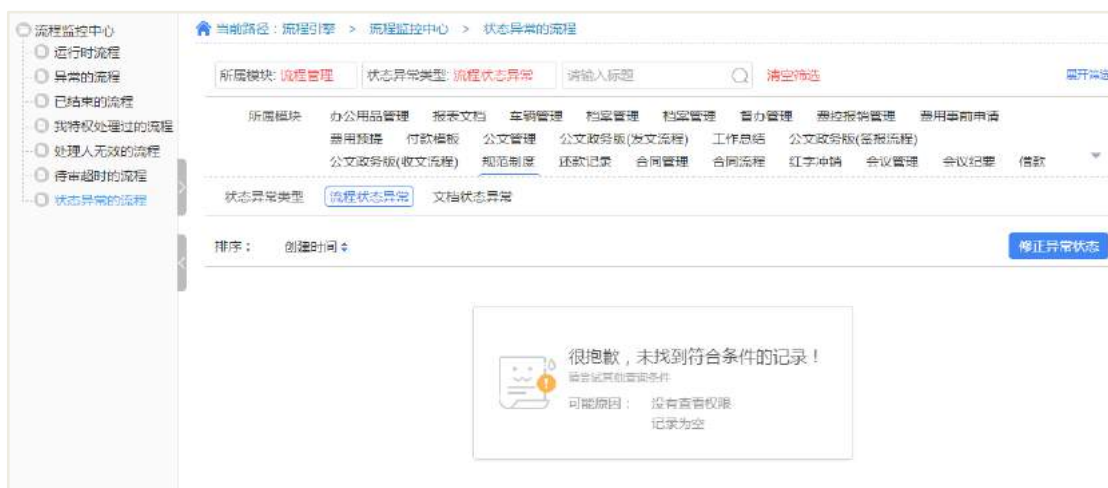 流程监控中心
运行时流程
异常的流程
已结束的流程
我特权处理过的流程
处理人无效的流程
待审超时的流程
状态异常的流程
当前路径：流程引擎 > 流程监控中心 > 状态异常的流程
所属模块: 流程管理 状态异常类型: 流程状态异常 请输入标题 清空筛选 展开筛选
所属模块 办公用品管理 报表文档 车辆管理 档案管理 档案管理 督办管理 费控报销管理 费用事前申请
费用预提 付款模板 公文管理 公文政务版(发文流程) 工作总结 公文政务版(签报流程)
公文政务版(收文流程) 规范制度 还款记录 合同管理 合同流程 红字冲销 会议管理 会议纪要 借款
状态异常类型 流程状态异常 文档状态异常
排序： 创建时间 修正异常状态
很抱歉，未找到符合条件的记录！
请尝试其他查询条件
可能原因： 没有查看权限
记录为空